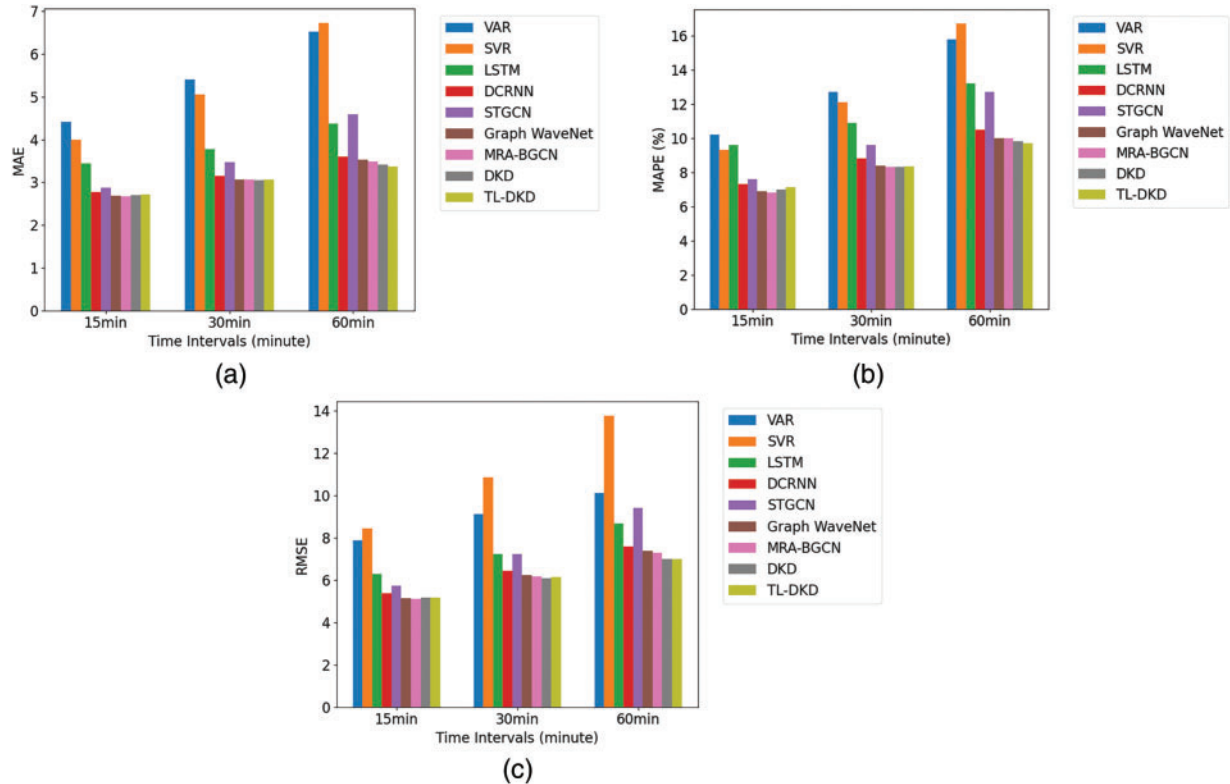 7
6
5
4
3
2
1
0
MAE
15min 30min 60min
Time Intervals (minute)
VAR
SVR
LSTM
DCRNN
STGCN
Graph WaveNet
MRA-BGCN
DKD
TL-DKD
(a)
16
14
12
10
8
6
4
2
0
MAPE (%)
15min 30min 60min
Time Intervals (minute)
VAR
SVR
LSTM
DCRNN
STGCN
Graph WaveNet
MRA-BGCN
DKD
TL-DKD
(b)
14
12
10
8
6
4
2
0
RMSE
15min 30min 60min
Time Intervals (minute)
VAR
SVR
LSTM
DCRNN
STGCN
Graph WaveNet
MRA-BGCN
DKD
TL-DKD
(c)